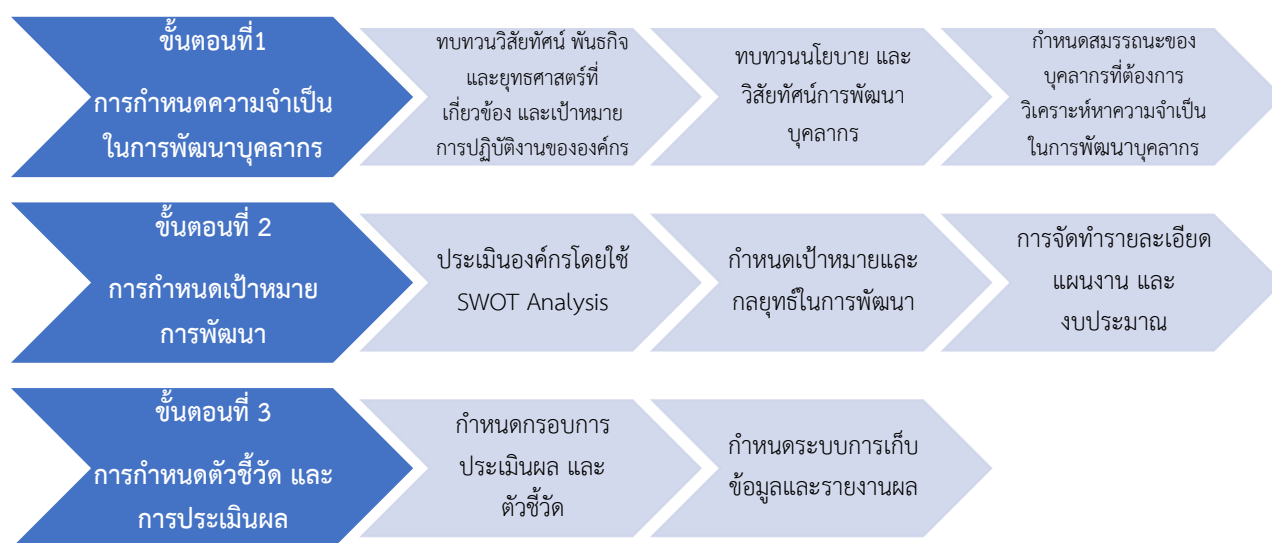 ขั้นตอนที่1
การกำหนดความจำเป็น
ในการพัฒนาบุคลากร
ทบทวนวิสัยทัศน์ พันธกิจ
และยุทธศาสตร์ที่
เกี่ยวข้อง และเป้าหมาย
การปฏิบัติงานขององค์กร
ทบทวนนโยบาย และ
วิสัยทัศน์การพัฒนา
บุคลากร
กำหนดสมรรถนะของ
บุคลากรที่ต้องการ
วิเคราะห์หาความจำเป็น
ในการพัฒนาบุคลากร
ขั้นตอนที่ 2
การกำหนดเป้าหมาย
การพัฒนา
ประเมินองค์กรโดยใช้
SWOT Analysis
กำหนดเป้าหมายและ
กลยุทธ์ในการพัฒนา
การจัดทำรายละเอียด
แผนงาน และ
งบประมาณ
ขั้นตอนที่ 3
การกำหนดตัวชี้วัด และ
การประเมินผล
กำหนดกรอบการ
ประเมินผล และ
ตัวชี้วัด
กำหนดระบบการเก็บ
ข้อมูลและรายงานผล